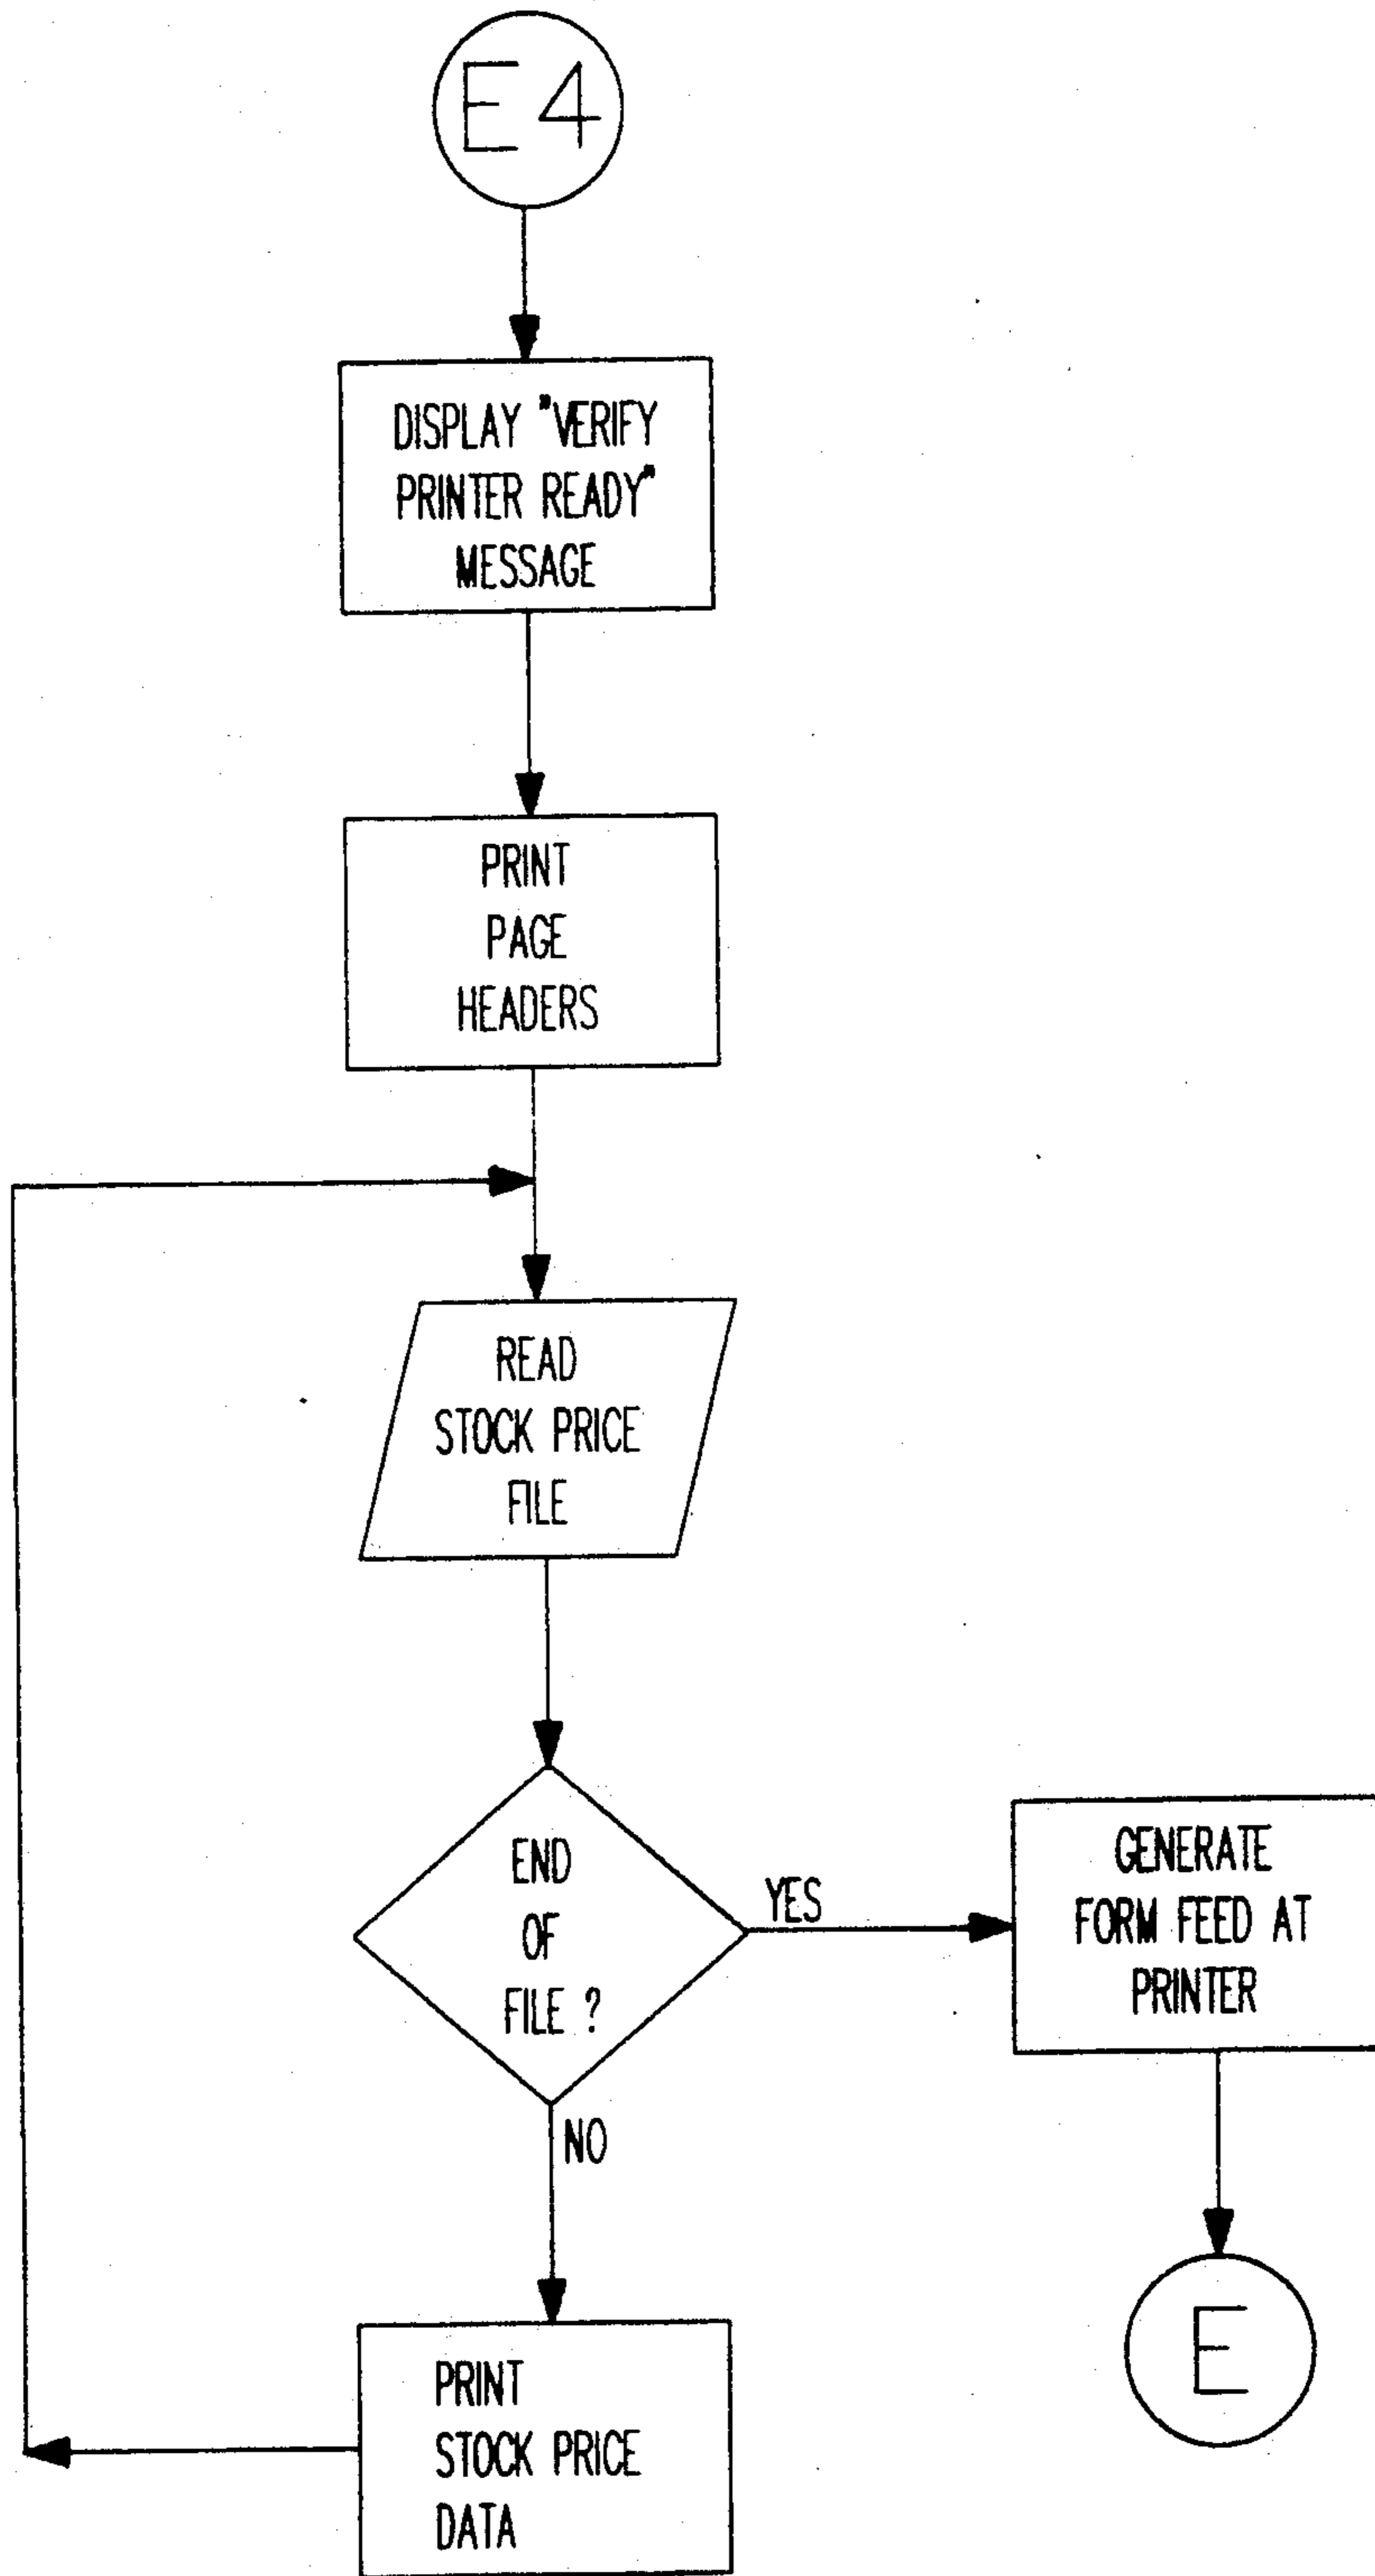 E4
DISPLAY "VERIFY
PRINTER READY"
MESSAGE
PRINT
PAGE
HEADERS
READ
STOCK PRICE
FILE
END
OF
FILE ?
YES
GENERATE
FORM FEED AT
PRINTER
NO
E
PRINT
STOCK PRICE
DATA